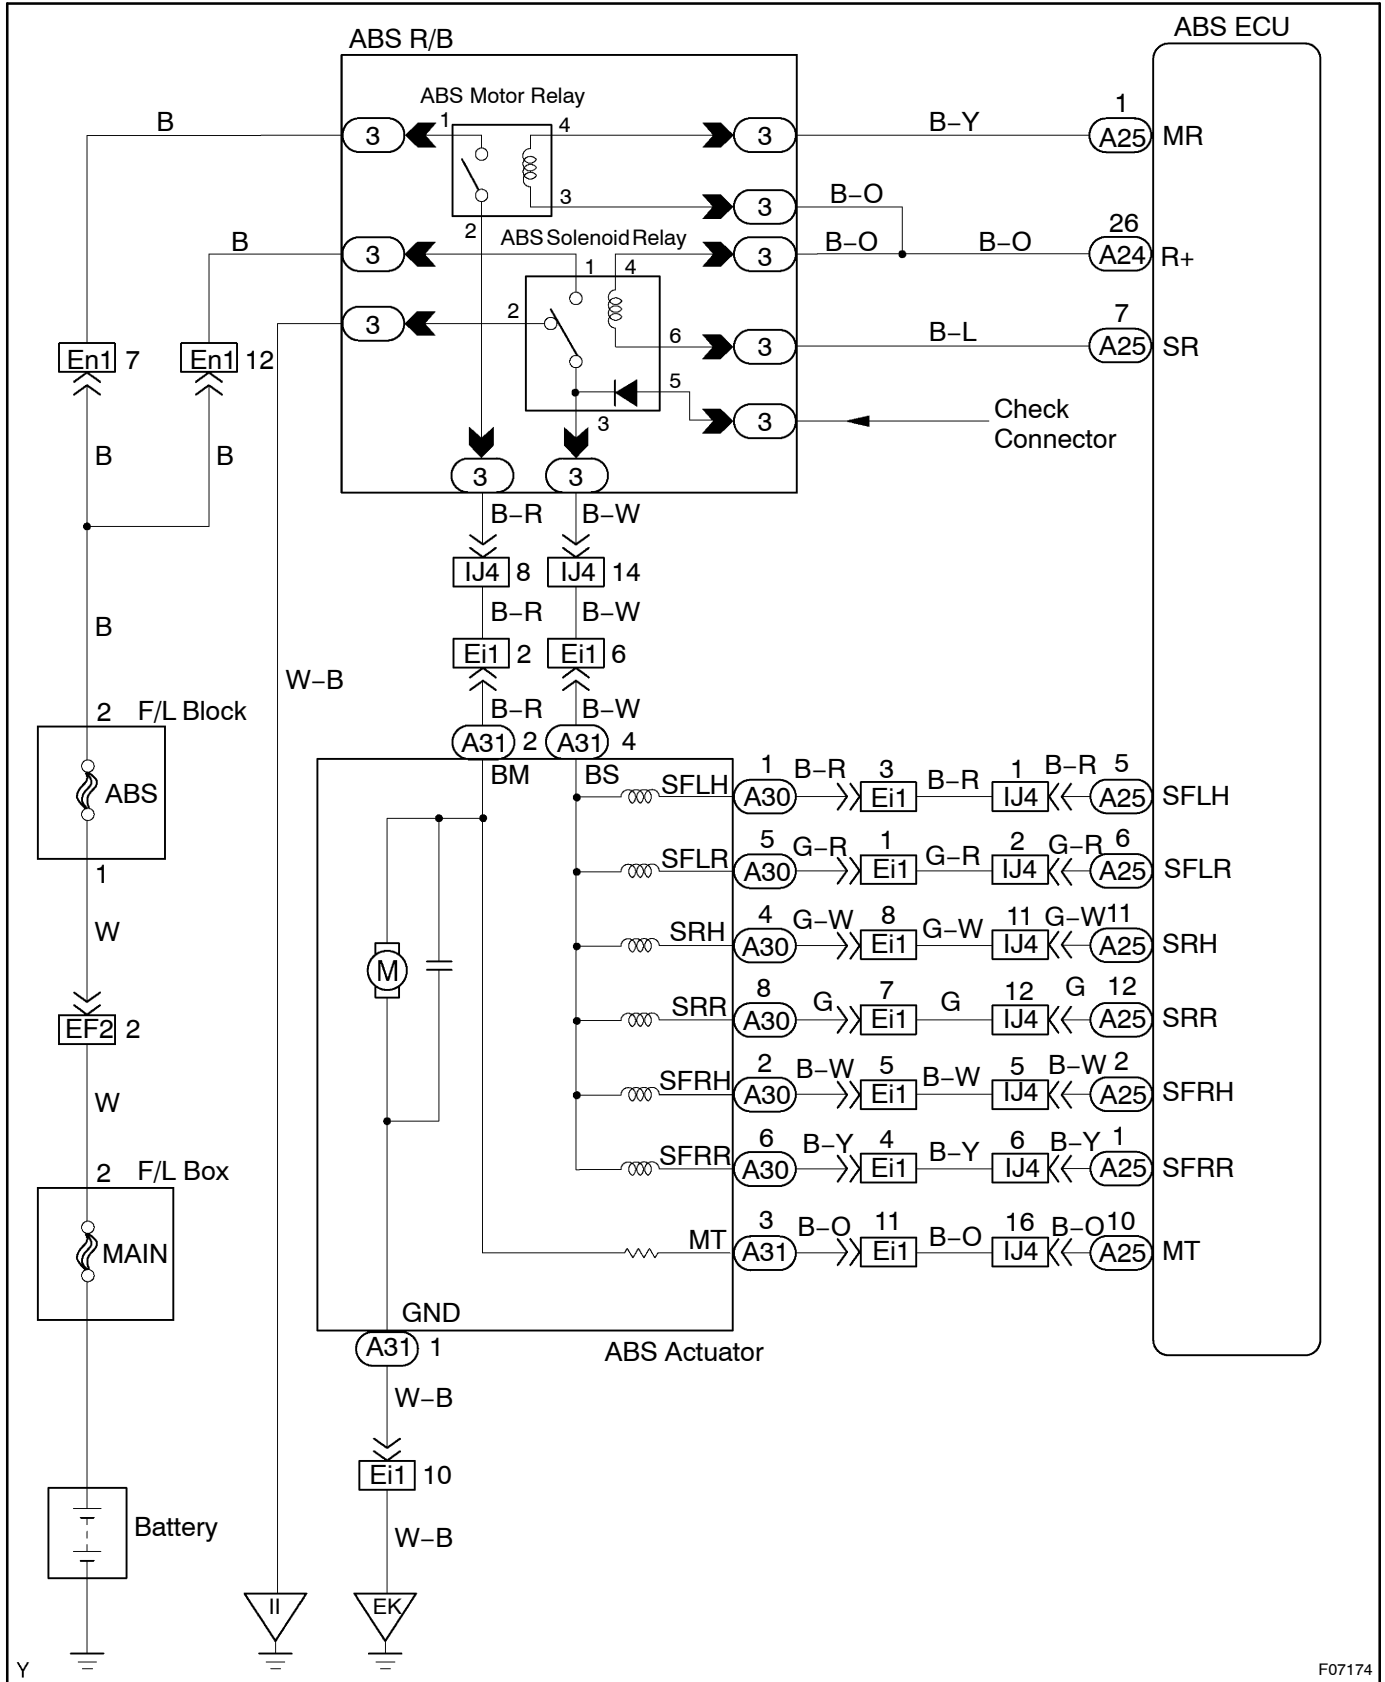 ABS ECU
ABS R/B
ABS Motor Relay
B
3
1
4
3
B–Y
1
A25
MR
3
3
B–O
2
ABS Solenoid Relay
B
3
1
4
3
B–O
B–O
26
A24
R+
3
2
6
3
B–L
7
A25
SR
5
3
Check
Connector
3
En1
7
En1
12
B
B
3
3
B–R
B–W
IJ4
8
IJ4
14
B–R
B–W
B
Ei1
2
Ei1
6
W–B
B–R
B–W
2
F/L Block
A31
2
A31
4
ABS
BM
BS
1
W
EF2
2
W
2
F/L Box
MAIN
SFLH
1
A30
B–R
3
Ei1
B–R
1
IJ4
B–R
5
A25
SFLH
SFLR
5
A30
G–R
1
Ei1
G–R
2
IJ4
G–R
6
A25
SFLR
SRH
4
A30
G–W
8
Ei1
G–W
11
IJ4
G–W
11
A25
SRH
M
SRR
8
A30
G
7
Ei1
G
12
IJ4
G
12
A25
SRR
SFRH
2
A30
B–W
5
Ei1
B–W
5
IJ4
B–W
2
A25
SFRH
SFRR
6
A30
B–Y
4
Ei1
B–Y
6
IJ4
B–Y
1
A25
SFRR
MT
3
A31
B–O
11
Ei1
B–O
16
IJ4
B–O
10
A25
MT
GND
A31
1
ABS Actuator
W–B
Ei1
10
Battery
W–B
II
EK
Y
F07174